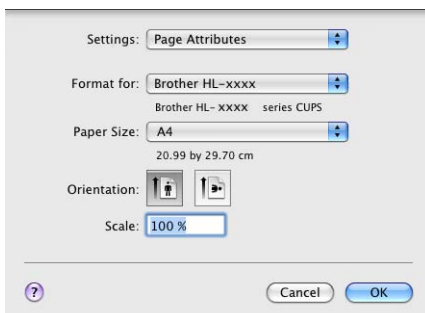 Settings: Page Attributes
Format for: Brother HL-xxxx
Brother HL- xxxx series CUPS
Paper Size: A4
20.99 by 29.70 cm
Orientation:
Scale: 100 %
? Cancel OK